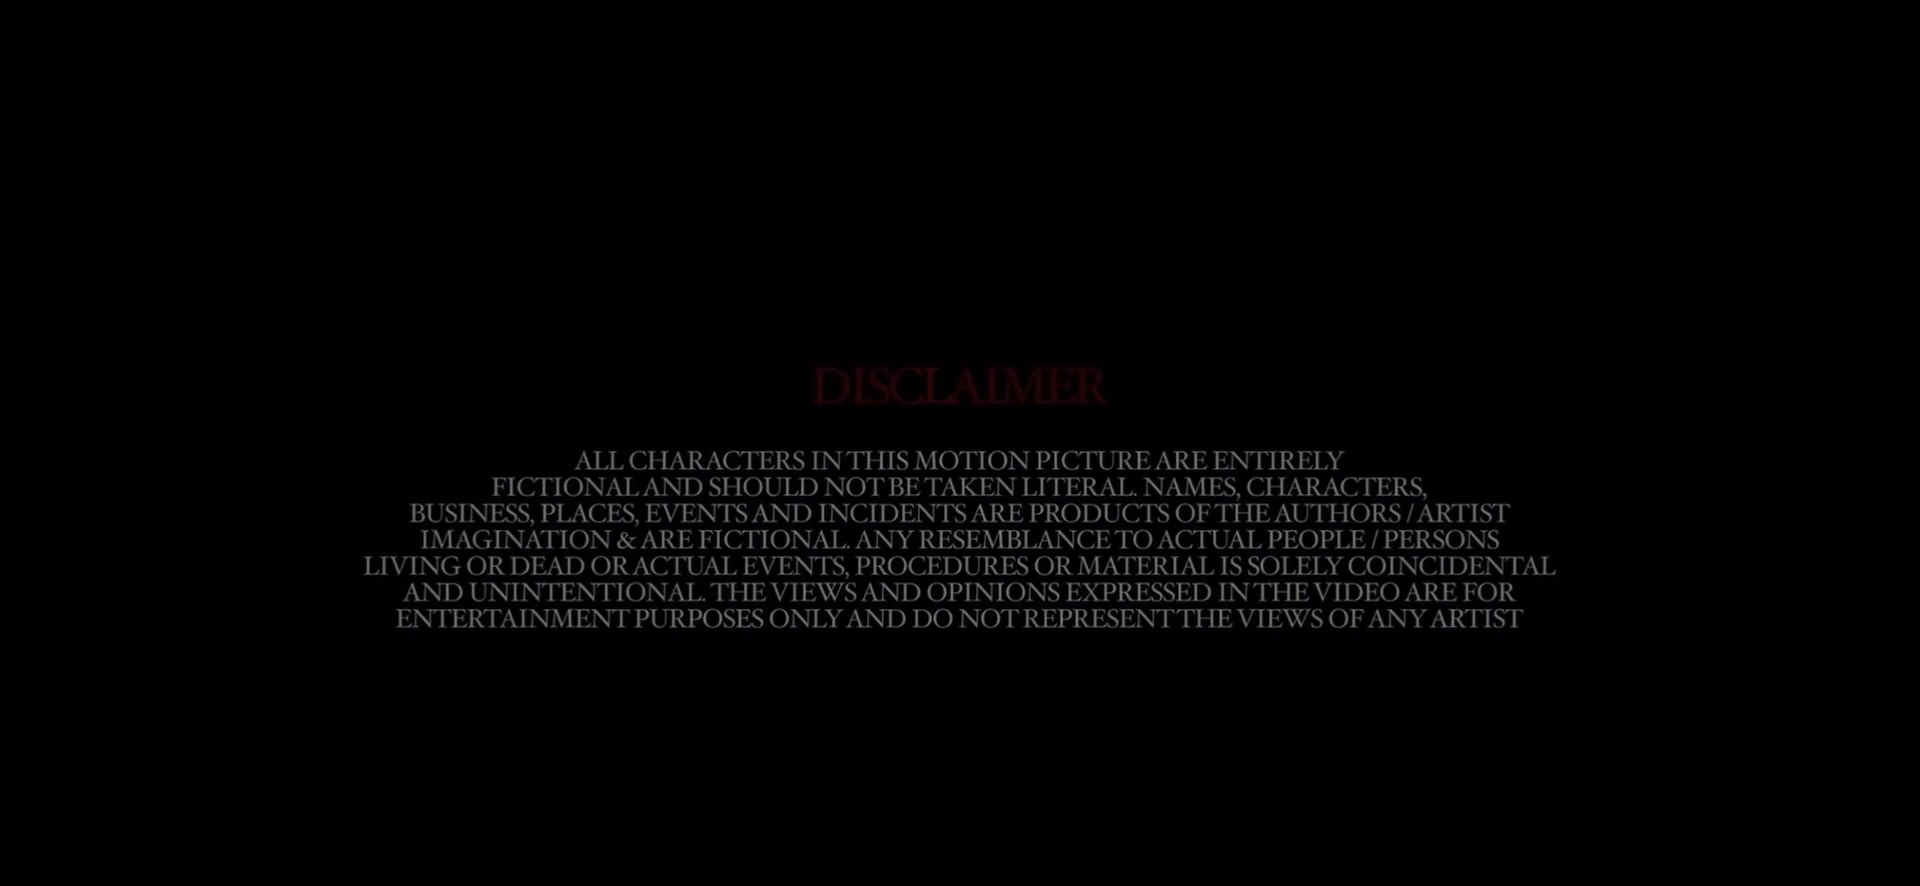 DISCLAIMER
ALL CHARACTERS IN THIS MOTION PICTURE ARE ENTIRELY
FICTIONAL AND SHOULD NOT BE TAKEN LITERAL. NAMES, CHARACTERS,
BUSINESS, PLACES, EVENTS AND INCIDENTS ARE PRODUCTS OF THE AUTHORS / ARTIST
IMAGINATION & ARE FICTIONAL. ANY RESEMBLANCE TO ACTUAL PEOPLE / PERSONS
LIVING OR DEAD OR ACTUAL EVENTS, PROCEDURES OR MATERIAL IS SOLELY COINCIDENTAL
AND UNINTENTIONAL. THE VIEWS AND OPINIONS EXPRESSED IN THE VIDEO ARE FOR
ENTERTAINMENT PURPOSES ONLY AND DO NOT REPRESENT THE VIEWS OF ANY ARTIST